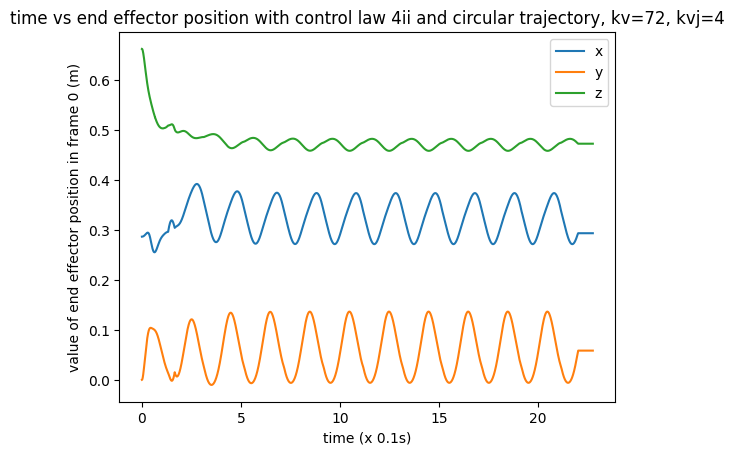 time vs end effector position with control law 4ii and circular trajectory, kv=72, kvj=4
value of end effector position in frame 0 (m)
0.6
0.5
0.4
0.3
0.2
0.1
0.0
x
y
z
0
5
10
15
20
time (x 0.1s)